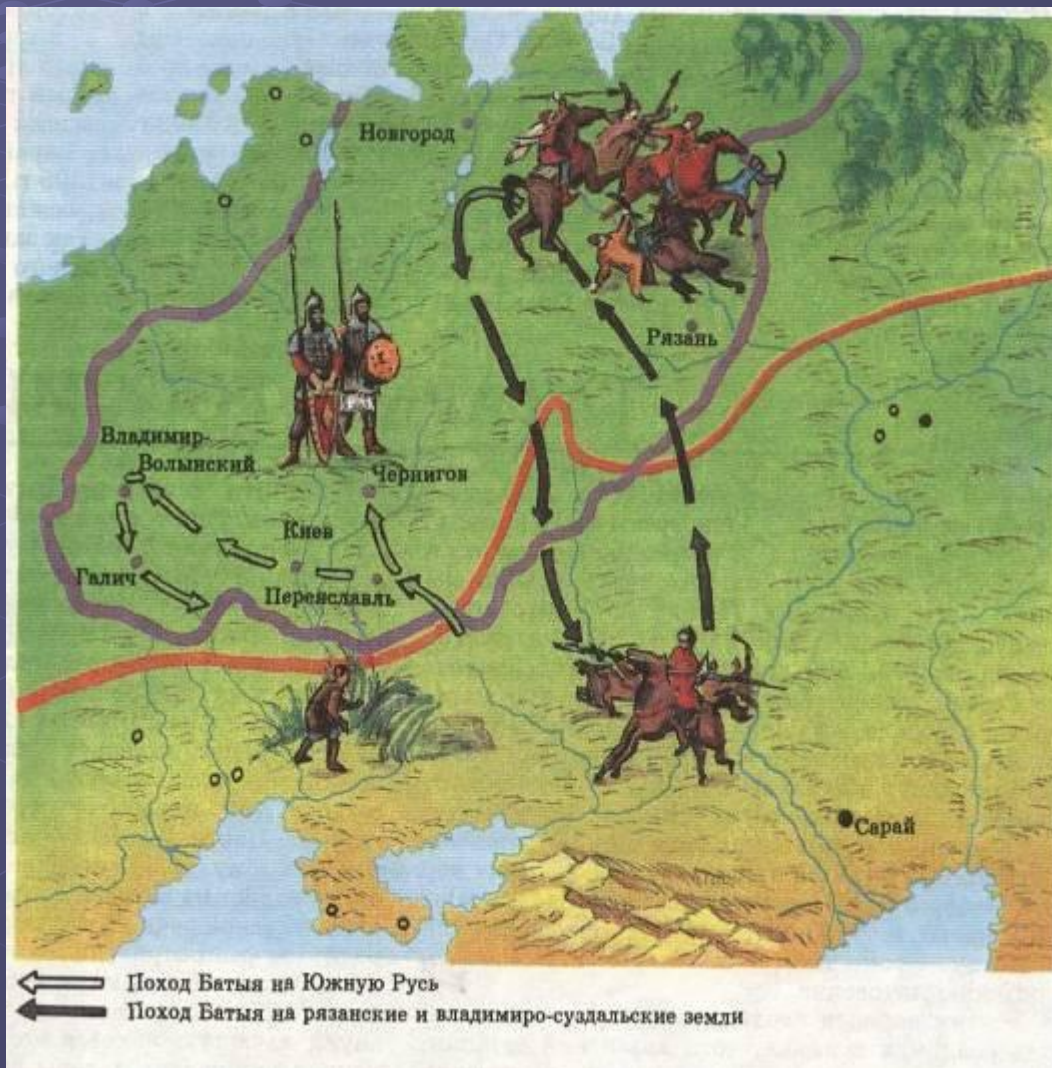 Новгород
Рязань
Владимир-
Волынский
Чернигов
Киев
Галич
Переяславль
Сарай
Поход Батыя на Южную Русь
Поход Батыя на рязанские и владимиро-суздальские земли